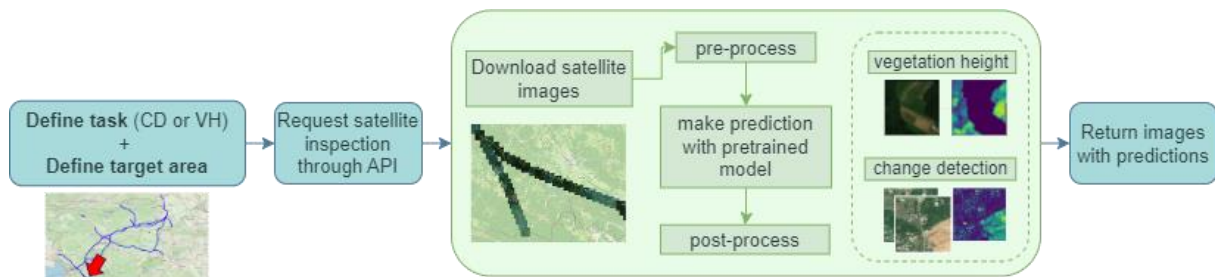 Define task (CD or VH)
+
Define target area
Request satellite
inspection
through API
Download satellite
images
pre-process
make prediction
with pretrained
model
post-process
vegetation height
change detection
Return images
with predictions